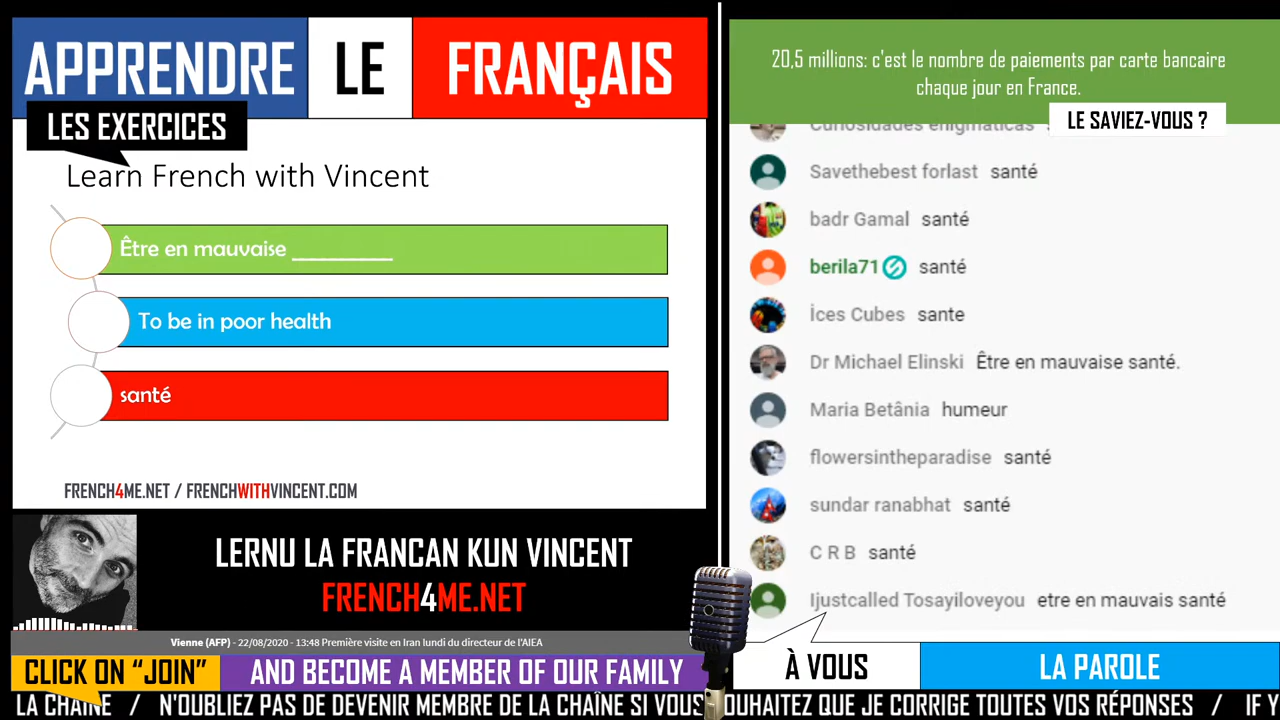 APPRENDRE LE FRANÇAIS
LES EXERCICES
Learn French with Vincent
Être en mauvaise __________
To be in poor health
santé
FRENCH4ME.NET / FRENCHWITHVINCENT.COM
LERNU LA FRANCAN KUN VINCENT
FRENCH4ME.NET
Vienne (AFP) - 22/08/2020 - 13:48 Première visite en Iran lundi du directeur de l'AIEA
CLICK ON “JOIN” AND BECOME A MEMBER OF OUR FAMILY
20,5 millions: c'est le nombre de paiements par carte bancaire
chaque jour en France.
LE SAVIEZ-VOUS ?
Curiosidades enigmaticas
Savethebest forlast santé
badr Gamal santé
berila71 santé
İces Cubes sante
Dr Michael Elinski Être en mauvaise santé.
Maria Betânia humeur
flowersintheparadise santé
sundar ranabhat santé
C R B santé
Ijustcalled Tosayiloveyou etre en mauvais santé
À VOUS LA PAROLE
LA CHAÎNE / N'OUBLIEZ PAS DE DEVENIR MEMBRE DE LA CHAÎNE SI VOUS SOUHAITEZ QUE JE CORRIGE TOUTES VOS RÉPONSES / IF Y